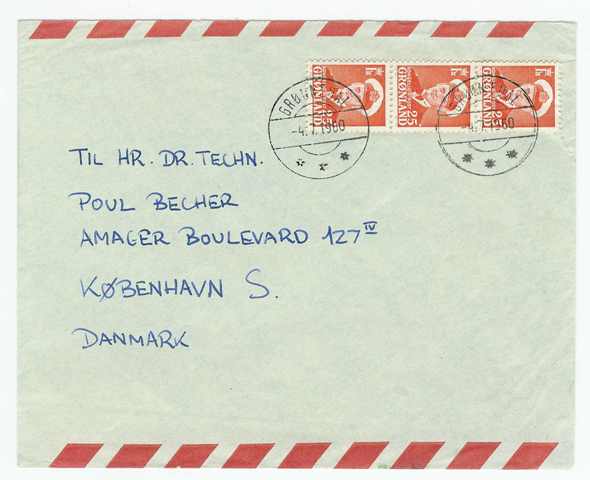 GRØNLAND 25 GRØNLAND 25 GRØNLAND 25
-4.7.1960
-4.7.1960
TIL HR. DR. TECHN.
POUL BECHER
AMAGER BOULEVARD 127 IV
KØBENHAVN S.
DANMARK